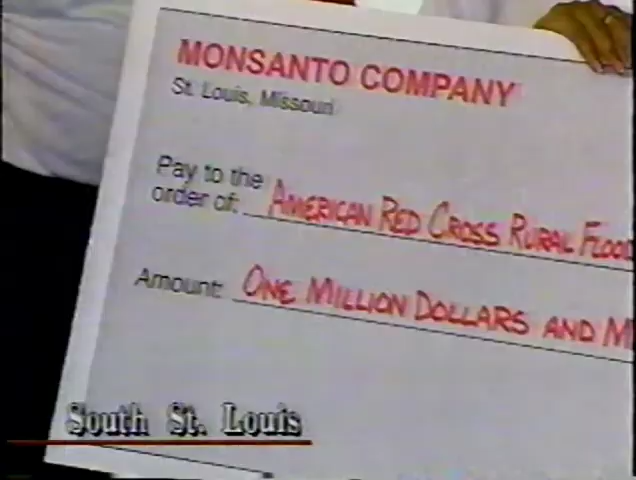 MONSANTO COMPANY
St. Louis, Missouri
Pay to the
order of: AMERICAN RED CROSS RURAL FLOOD
Amount: ONE MILLION DOLLARS AND M
South St. Louis